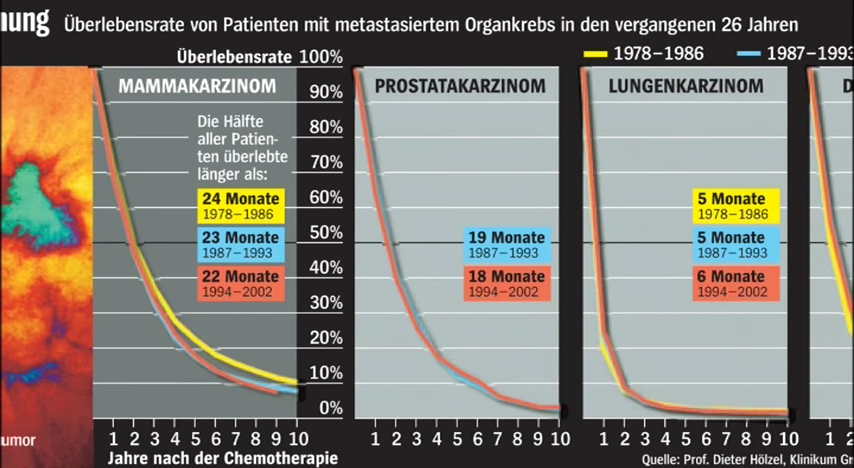 nung Überlebensrate von Patienten mit metastasiertem Organkrebs in den vergangenen 26 Jahren
Überlebensrate 100%
1978–1986
1987–1993
MAMMAKARZINOM
PROSTATAKARZINOM
LUNGENKARZINOM
D
90%
80%
70%
60%
50%
40%
30%
20%
10%
0%
Die Hälfte
aller Patien-
ten überlebte
länger als:
24 Monate
1978–1986
23 Monate
1987–1993
22 Monate
1994–2002
19 Monate
1987–1993
18 Monate
1994–2002
5 Monate
1978–1986
5 Monate
1987–1993
6 Monate
1994–2002
1 2 3 4 5 6 7 8 9 10
1 2 3 4 5 6 7 8 9 10
1 2 3 4 5 6 7 8 9 10
1 2
umor
Jahre nach der Chemotherapie
Quelle: Prof. Dieter Hölzel, Klinikum Gr